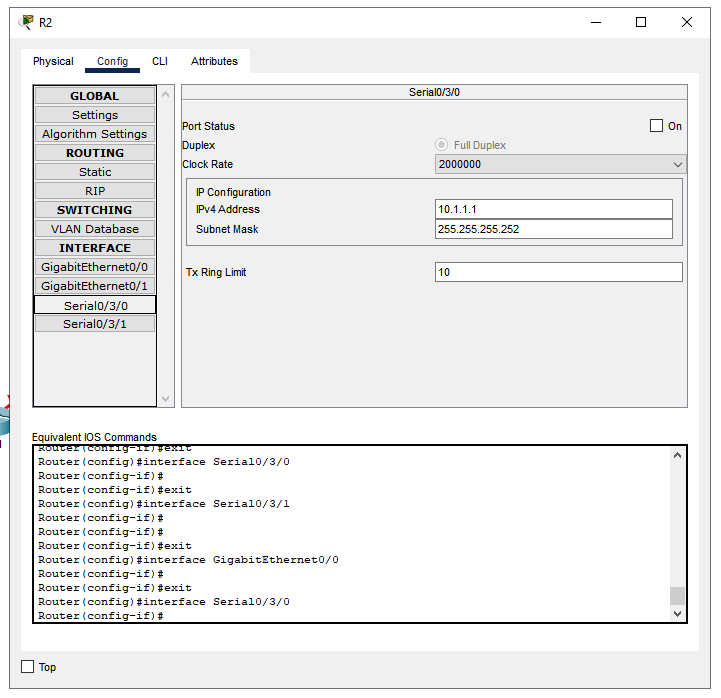 R2
Physical Config CLI Attributes
GLOBAL
Settings
Algorithm Settings
ROUTING
Static
RIP
SWITCHING
VLAN Database
INTERFACE
GigabitEthernet0/0
GigabitEthernet0/1
Serial0/3/0
Serial0/3/1
Serial0/3/0
Port Status On
Duplex Full Duplex
Clock Rate 2000000
IP Configuration
IPv4 Address 10.1.1.1
Subnet Mask 255.255.255.252
Tx Ring Limit 10
Equivalent IOS Commands
Router(config-if)#exit
Router(config)#interface Serial0/3/0
Router(config-if)#
Router(config-if)#exit
Router(config)#interface Serial0/3/1
Router(config-if)#
Router(config-if)#
Router(config-if)#exit
Router(config)#interface GigabitEthernet0/0
Router(config-if)#
Router(config-if)#exit
Router(config)#interface Serial0/3/0
Router(config-if)#
Top